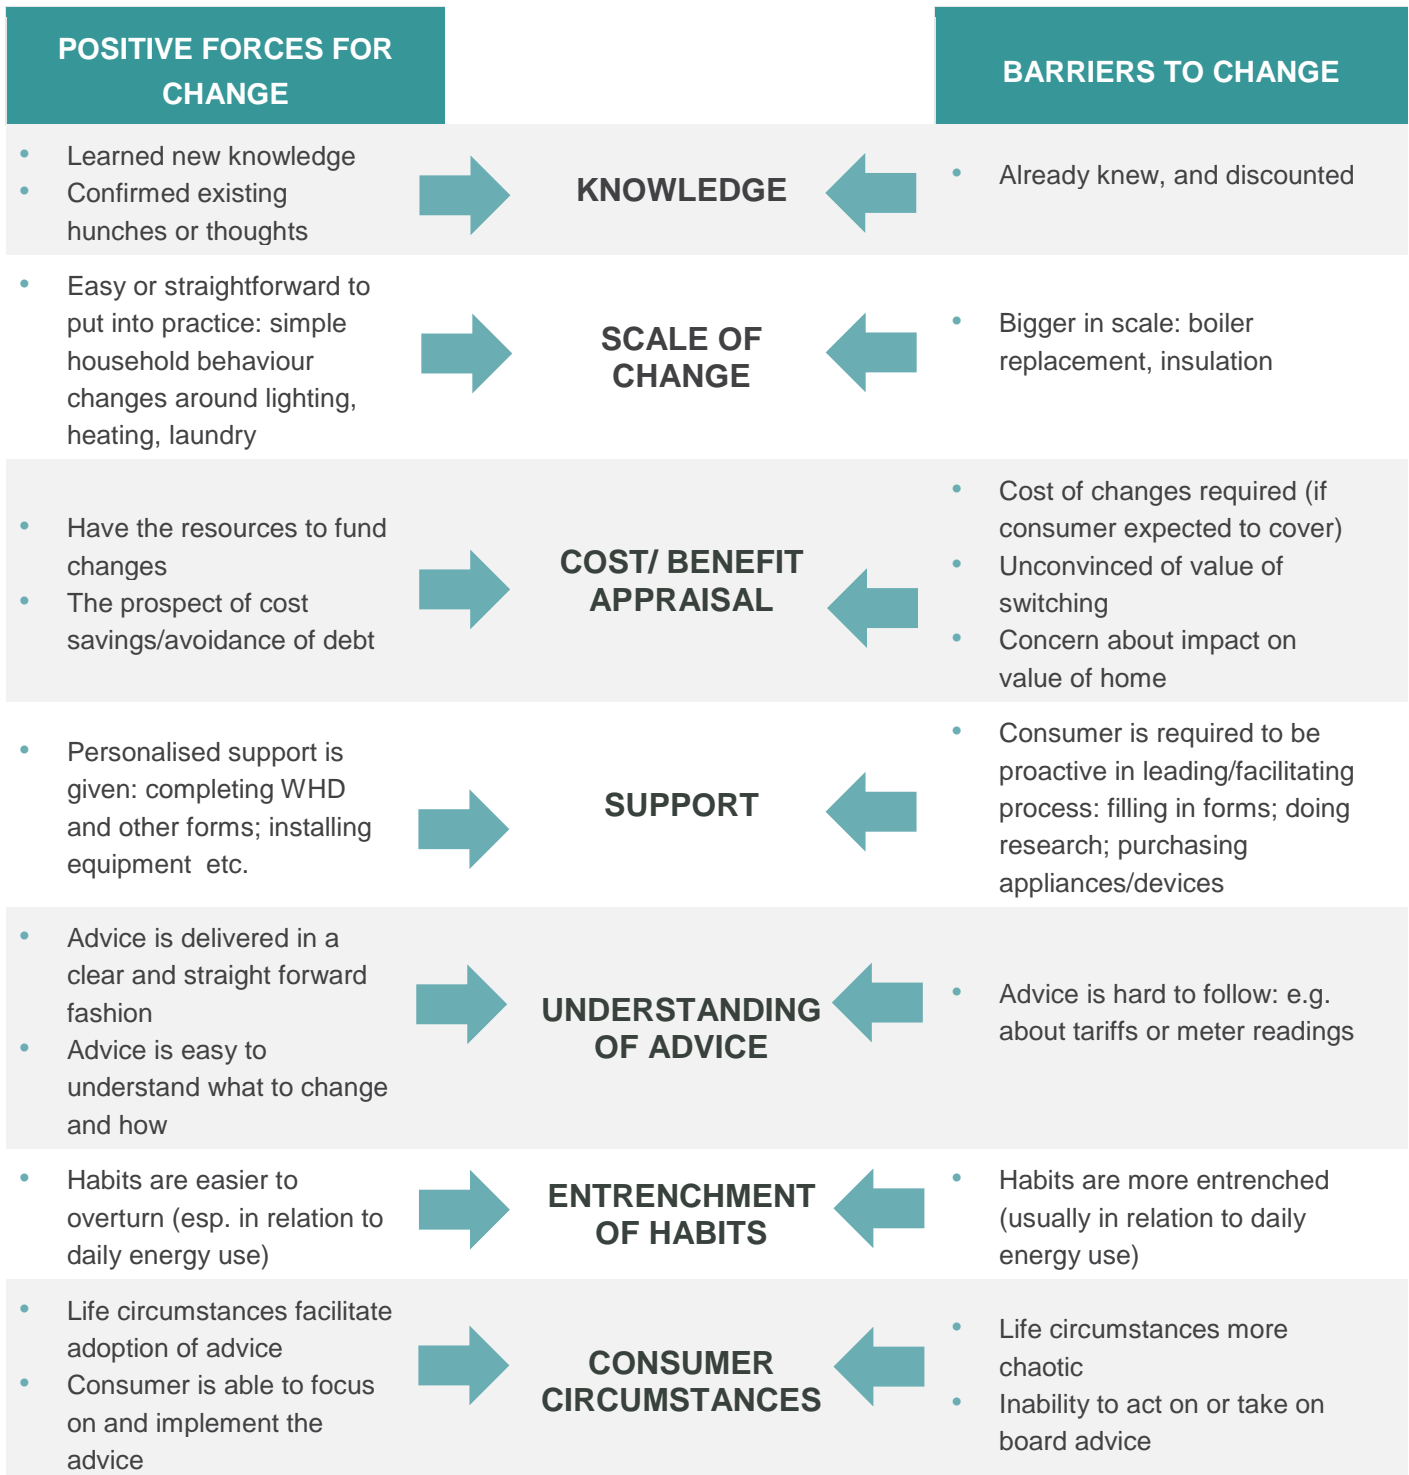 POSITIVE FORCES FOR
CHANGE
BARRIERS TO CHANGE
• Learned new knowledge
• Confirmed existing
hunches or thoughts
KNOWLEDGE
• Already knew, and discounted
• Easy or straightforward to
put into practice: simple
household behaviour
changes around lighting,
heating, laundry
SCALE OF
CHANGE
• Bigger in scale: boiler
replacement, insulation
• Have the resources to fund
changes
• The prospect of cost
savings/avoidance of debt
COST/ BENEFIT
APPRAISAL
• Cost of changes required (if
consumer expected to cover)
• Unconvinced of value of
switching
• Concern about impact on
value of home
• Personalised support is
given: completing WHD
and other forms; installing
equipment  etc.
SUPPORT
• Consumer is required to be
proactive in leading/facilitating
process: filling in forms; doing
research; purchasing
appliances/devices
• Advice is delivered in a
clear and straight forward
fashion
• Advice is easy to
understand what to change
and how
UNDERSTANDING
OF ADVICE
• Advice is hard to follow: e.g.
about tariffs or meter readings
• Habits are easier to
overturn (esp. in relation to
daily energy use)
ENTRENCHMENT
OF HABITS
• Habits are more entrenched
(usually in relation to daily
energy use)
• Life circumstances facilitate
adoption of advice
• Consumer is able to focus
on and implement the
advice
CONSUMER
CIRCUMSTANCES
• Life circumstances more
chaotic
• Inability to act on or take on
board advice